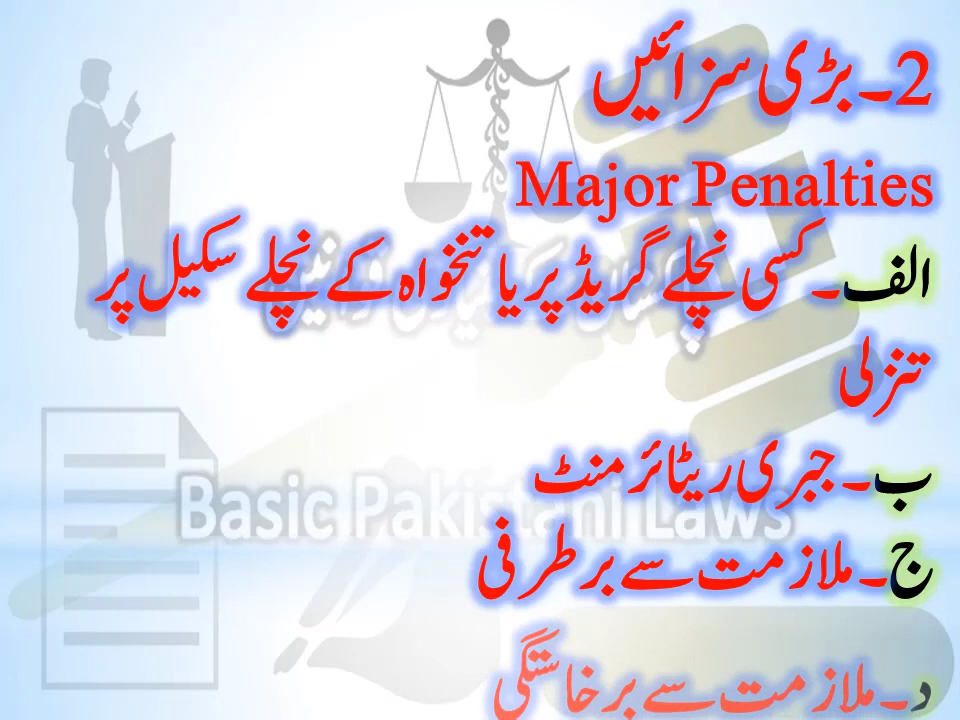 2۔ بڑی سزائیں
Major Penalties
الف۔ کسی نچلے گریڈ پر یا تنخواہ کے نچلے سکیل پر
تنزلی
ب۔ جبری ریٹائرمنٹ
Basic Pakistani Laws
ج۔ ملازمت سے برطرفی
د۔ ملازمت سے برخاستگی